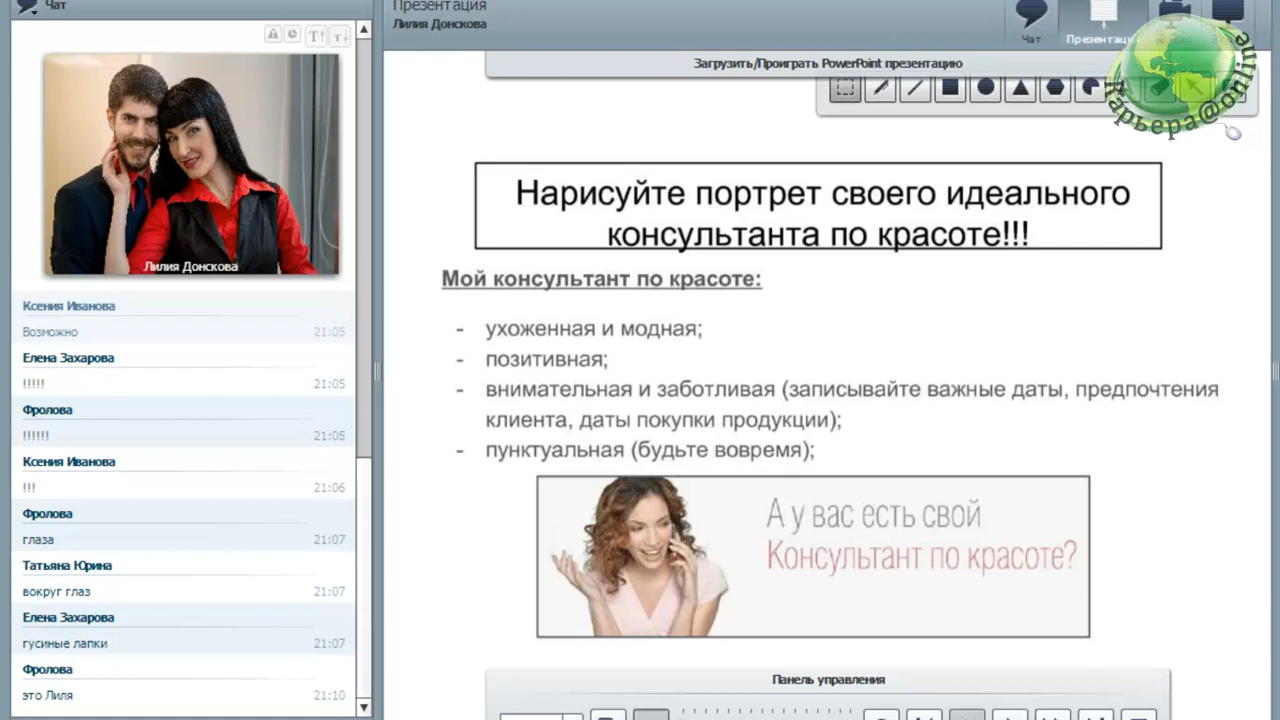 Чат
Презентация
Лилия Донскова
Чат
Презентаци
Загрузить/Проиграть PowerPoint презентацию
Карьера@online
Лилия Донскова
Нарисуйте портрет своего идеального
консультанта по красоте!!!
Мой консультант по красоте:
- ухоженная и модная;
- позитивная;
- внимательная и заботливая (записывайте важные даты, предпочтения
клиента, даты покупки продукции);
- пунктуальная (будьте вовремя);
А у вас есть свой
Консультант по красоте?
Ксения Иванова
Возможно 21:05
Елена Захарова
!!!!! 21:05
Фролова
!!!!!! 21:05
Ксения Иванова
!!! 21:06
Фролова
глаза 21:07
Татьяна Юрина
вокруг глаз 21:07
Елена Захарова
гусиные лапки 21:07
Фролова
это Лиля 21:10
Панель управления